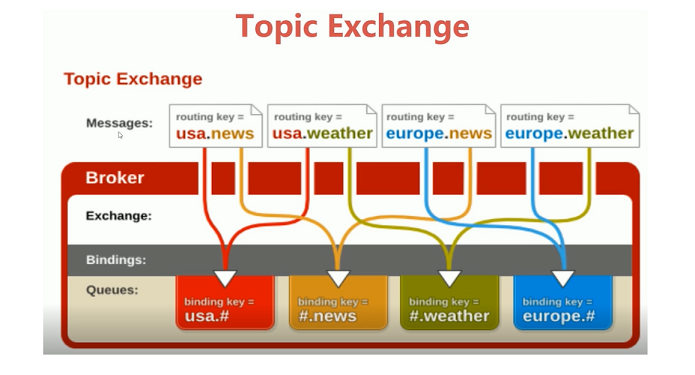 Topic Exchange
Topic Exchange
Messages:
routing key =
usa.news
routing key =
usa.weather
routing key =
europe.news
routing key =
europe.weather
Broker
Exchange:
Bindings:
Queues:
binding key =
usa.#
binding key =
#.news
binding key =
#.weather
binding key =
europe.#